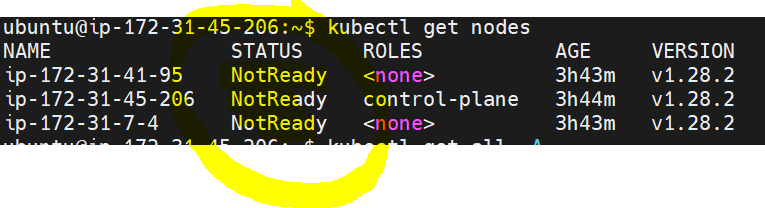 ubuntu@ip-172-31-45-206:~$ kubectl get nodes
NAME STATUS ROLES AGE VERSION
ip-172-31-41-95 NotReady <none> 3h43m v1.28.2
ip-172-31-45-206 NotReady control-plane 3h44m v1.28.2
ip-172-31-7-4 NotReady <none> 3h43m v1.28.2
ubuntu@ip-172-31-45-206:~$ kubectl get all -A